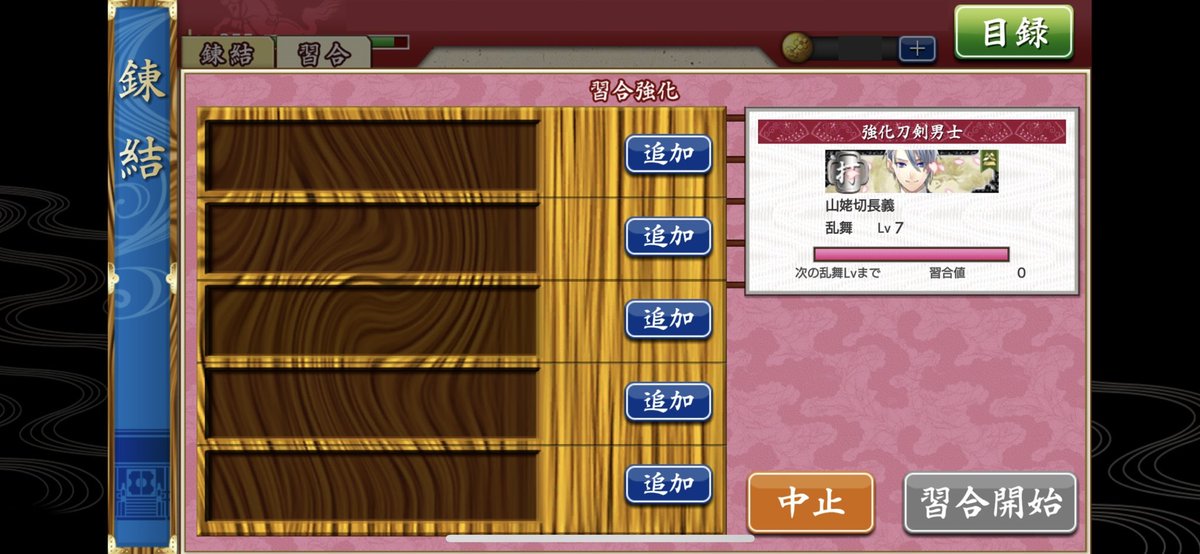 錬結
錬結
習合
目録
習合強化
追加
追加
追加
追加
追加
強化刀剣男士
山姥切長義
乱舞 Lv 7
次の乱舞Lvまで 習合値 0
中止
習合開始